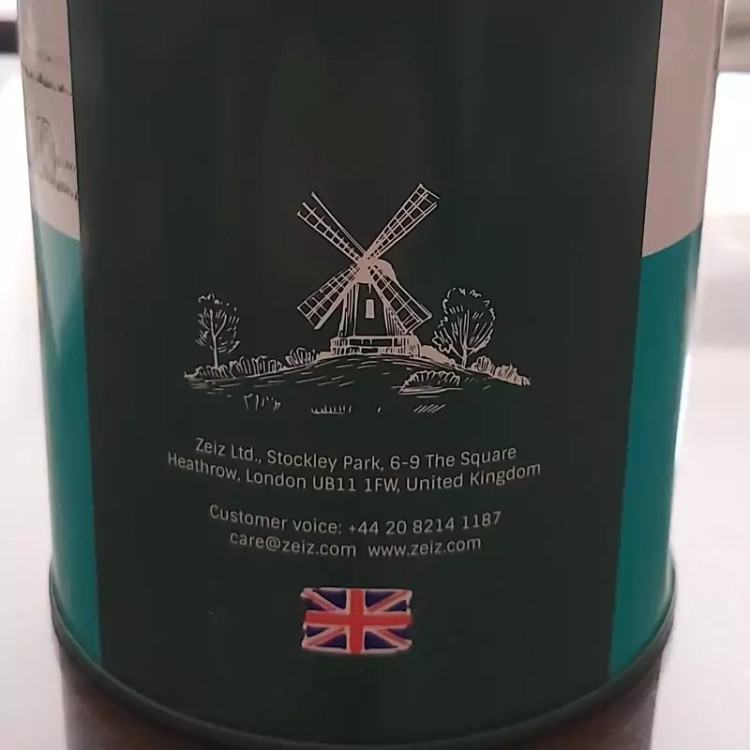 Zeiz Ltd., Stockley Park, 6-9 The Square
Heathrow, London UB11 1FW, United Kingdom
Customer voice: +44 20 8214 1187
care@zeiz.com www.zeiz.com